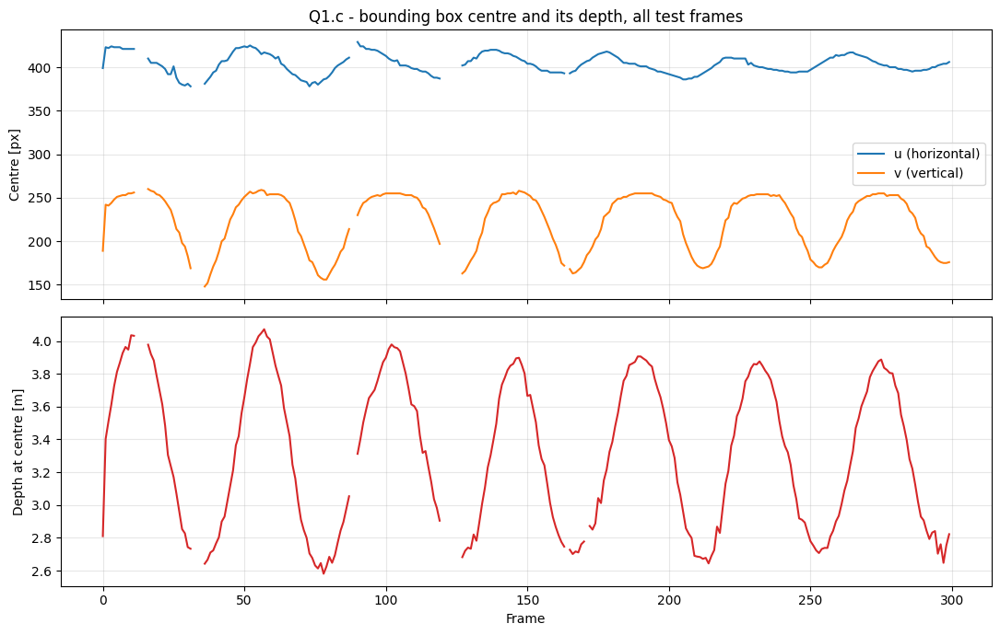 Q1.c - bounding box centre and its depth, all test frames
Centre [px]
400
350
300
250
200
150
u (horizontal)
v (vertical)
Depth at centre [m]
4.0
3.8
3.6
3.4
3.2
3.0
2.8
2.6
0 50 100 150 200 250 300
Frame